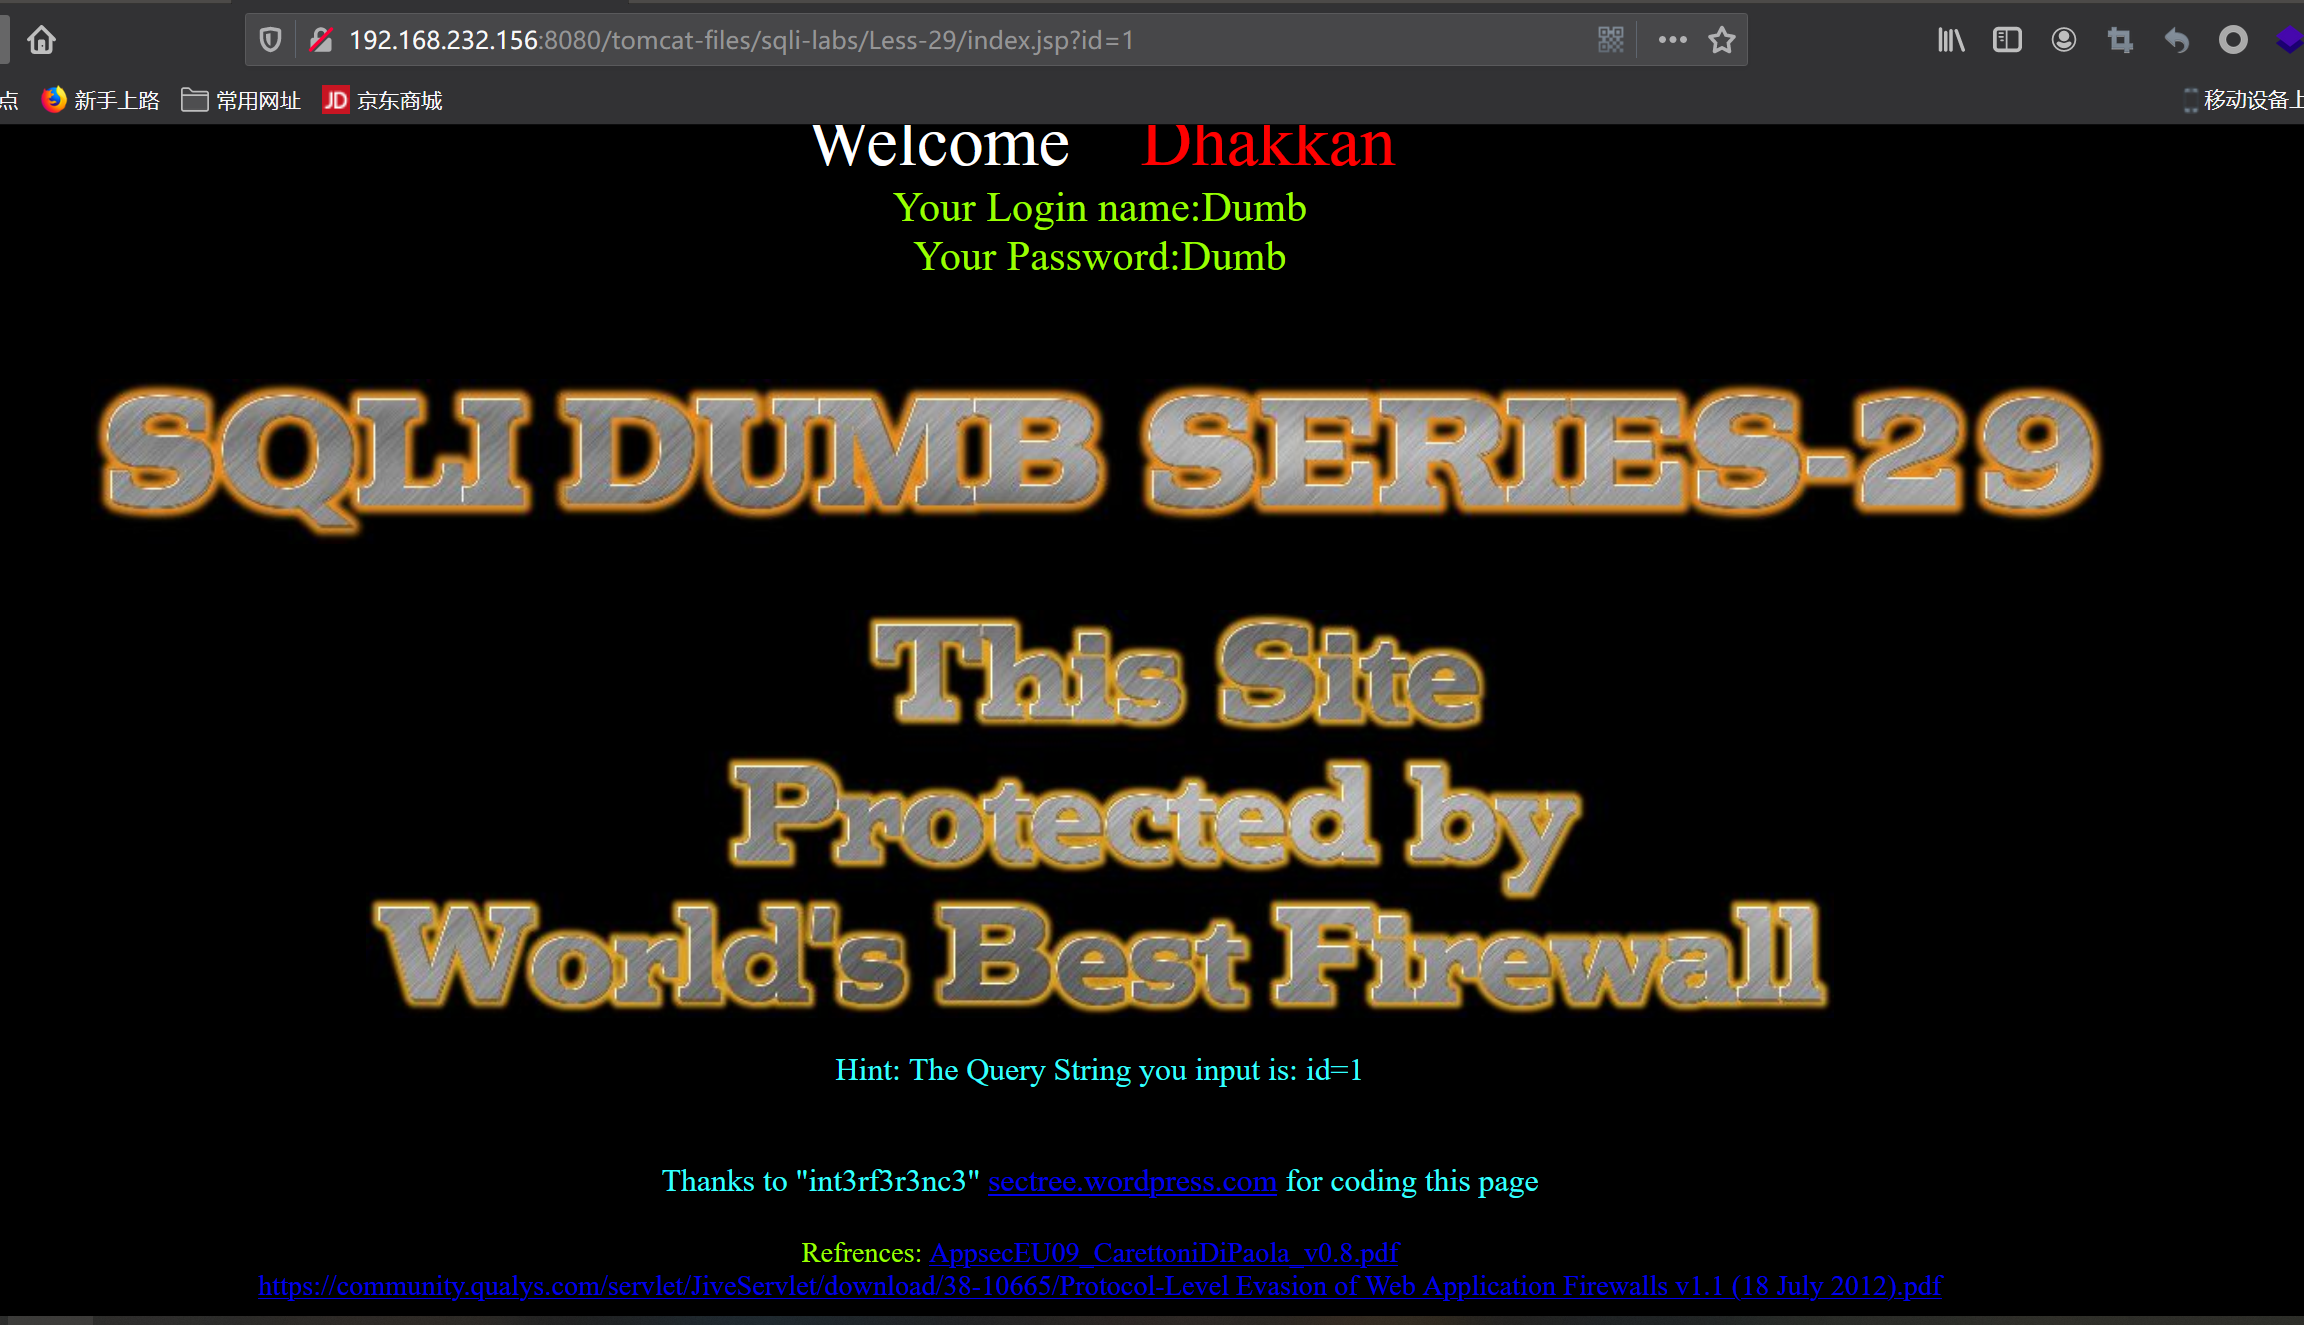 192.168.232.156:8080/tomcat-files/sqli-labs/Less-29/index.jsp?id=1
点 新手上路 常用网址 JD 京东商城 移动设备上
Welcome Dhakkan
Your Login name:Dumb
Your Password:Dumb
SQLI DUMB SERIES-29
This Site
Protected by
World's Best Firewall
Hint: The Query String you input is: id=1
Thanks to "int3rf3r3nc3" sectree.wordpress.com for coding this page
Refrences: AppsecEU09_CarettoniDiPaola_v0.8.pdf
https://community.qualys.com/servlet/JiveServlet/download/38-10665/Protocol-Level Evasion of Web Application Firewalls v1.1 (18 July 2012).pdf